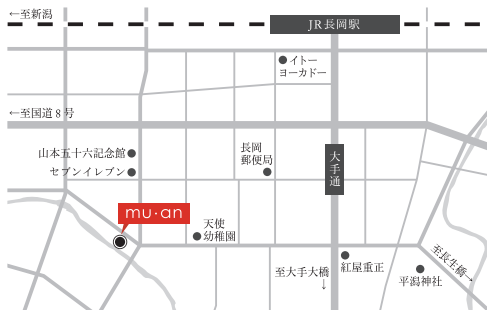 ←至新潟
JR長岡駅
イトー
ヨーカドー
←至国道8号
長岡
郵便局
大手通
山本五十六記念館
セブンイレブン
mu·an
天使
幼稚園
至大手大橋
↓
紅屋重正
平潟神社
至長生橋→